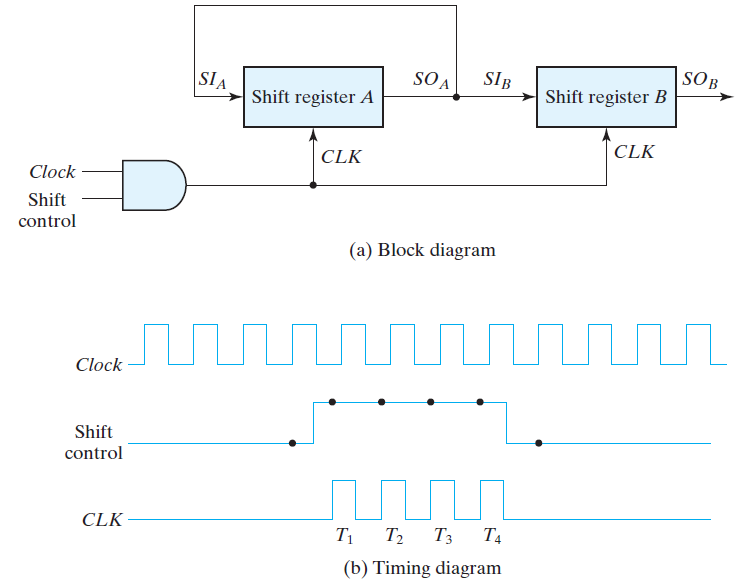 SI_A
SO_A
SI_B
SO_B
Shift register A
Shift register B
CLK
CLK
Clock
Shift
control
(a) Block diagram
Clock
Shift
control
CLK
T_1
T_2
T_3
T_4
(b) Timing diagram